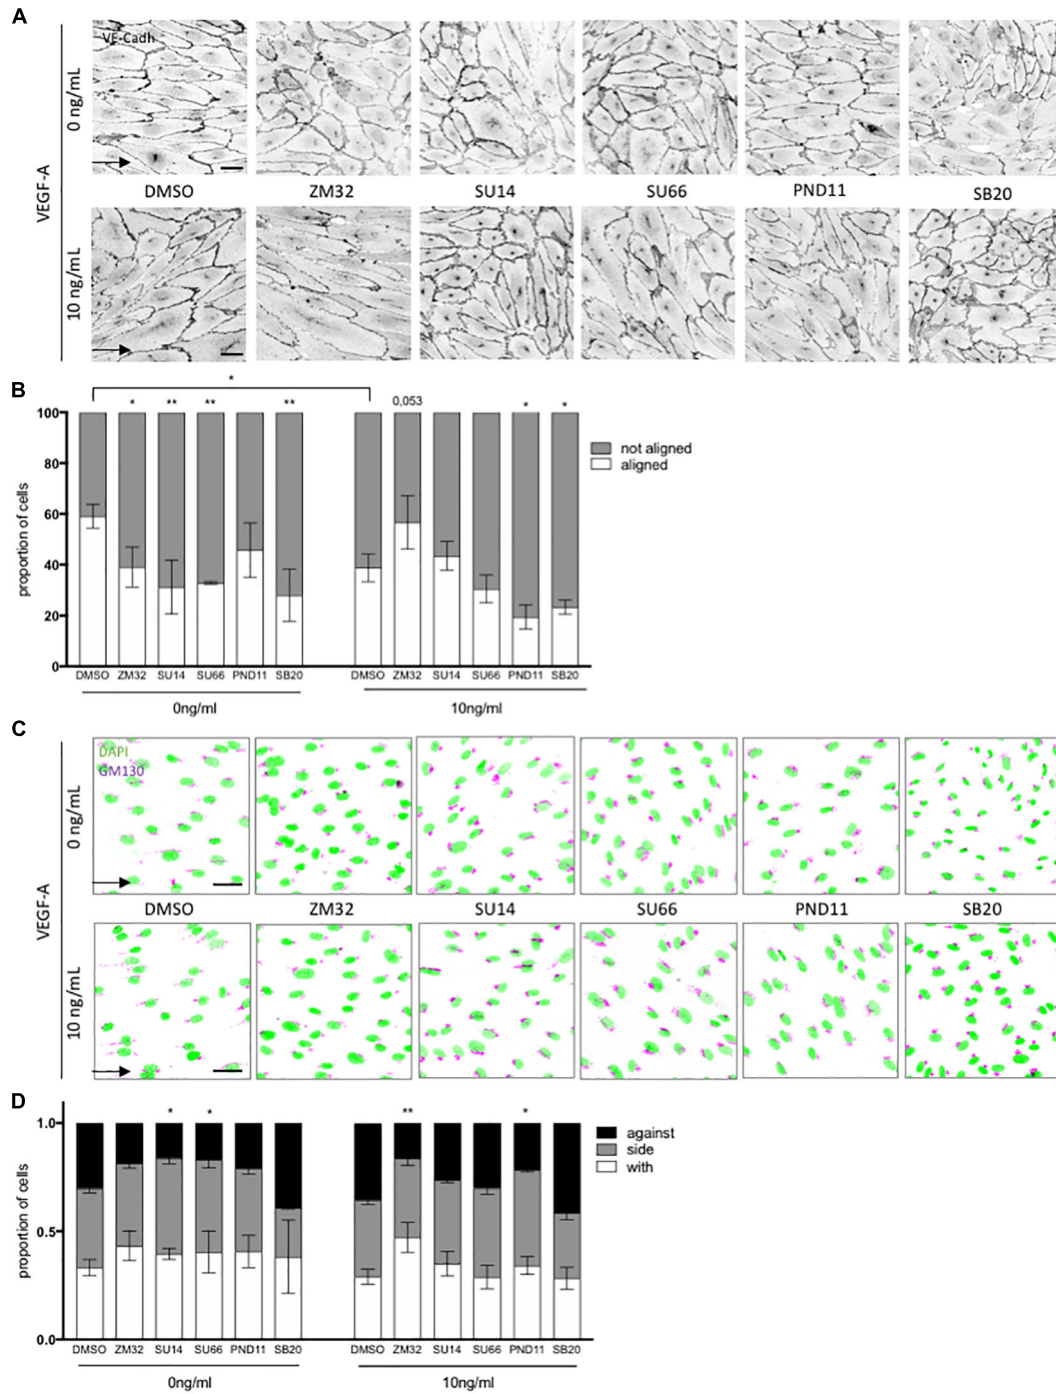 A
VE-Cadh
0 ng/mL
VEGF-A
DMSO ZM32 SU14 SU66 PND11 SB20
10 ng/mL
B
* * ** ** ** 0,053 * *
100
80
60
40
20
0
proportion of cells
not aligned
aligned
DMSO ZM32 SU14 SU66 PND11 SB20 DMSO ZM32 SU14 SU66 PND11 SB20
0ng/ml 10ng/ml
C
DAPI
GM130
0 ng/mL
VEGF-A
DMSO ZM32 SU14 SU66 PND11 SB20
10 ng/mL
D
* * ** *
1.0
0.5
0.0
proportion of cells
against
side
with
DMSO ZM32 SU14 SU66 PND11 SB20 DMSO ZM32 SU14 SU66 PND11 SB20
0ng/ml 10ng/ml